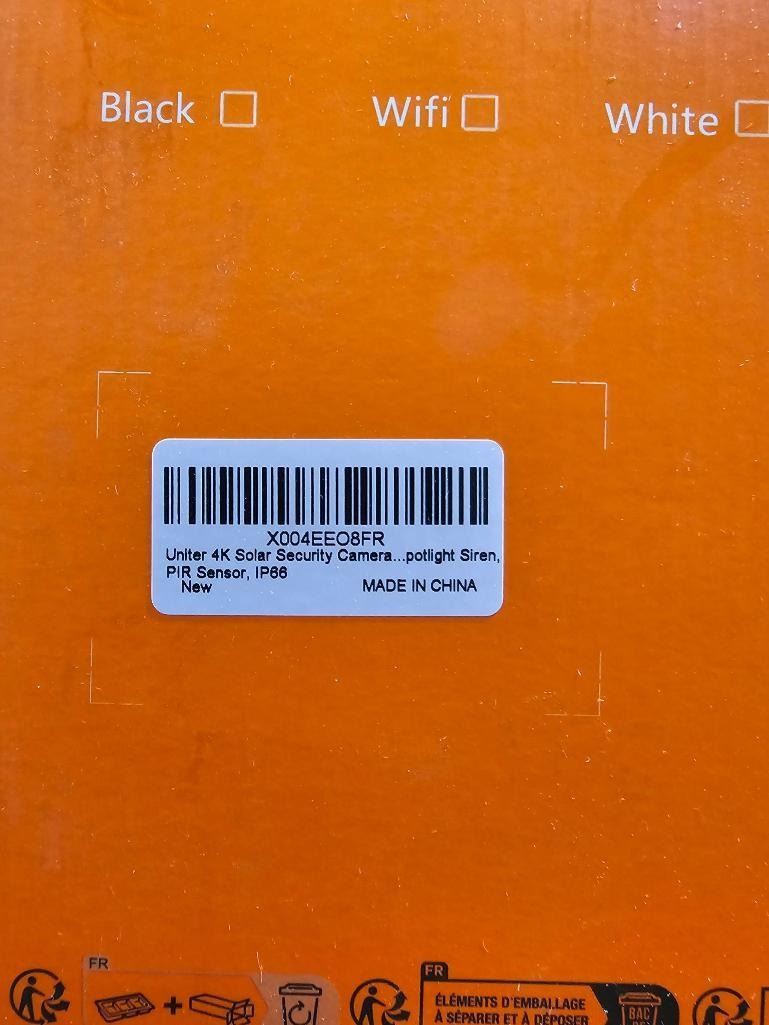 Black Wifi White
X004EEO8FR
Uniter 4K Solar Security Camera...potlight Siren,
PIR Sensor, IP66
New MADE IN CHINA
FR
FR
ÉLÉMENTS D'EMBALLAGE
À SÉPARER ET À DÉPOSER
BAC